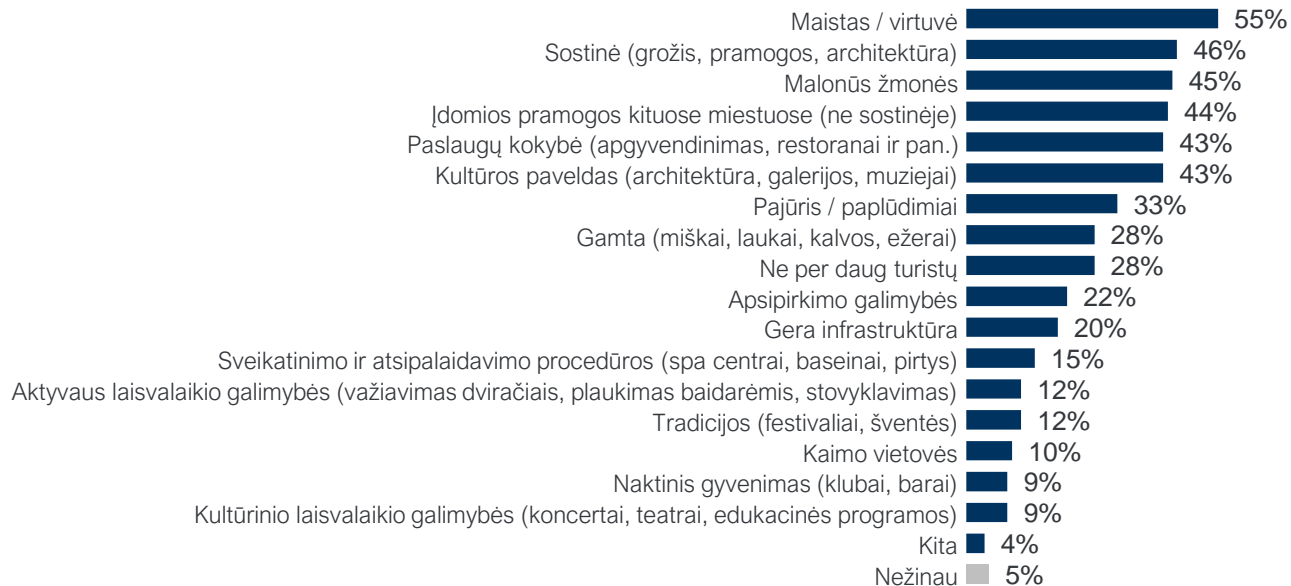 Maistas / virtuvė 55%
Sostinė (grožis, pramogos, architektūra) 46%
Malonūs žmonės 45%
Įdomios pramogos kituose miestuose (ne sostinėje) 44%
Paslaugų kokybė (apgyvendinimas, restoranai ir pan.) 43%
Kultūros paveldas (architektūra, galerijos, muziejai) 43%
Pajūris / paplūdimiai 33%
Gamta (miškai, laukai, kalvos, ežerai) 28%
Ne per daug turistų 28%
Apsipirkimo galimybės 22%
Gera infrastruktūra 20%
Sveikatinimo ir atsipalaidavimo procedūros (spa centrai, baseinai, pirtys) 15%
Aktyvaus laisvalaikio galimybės (važiavimas dviračiais, plaukimas baidarėmis, stovyklavimas) 12%
Tradicijos (festivaliai, šventės) 12%
Kaimo vietovės 10%
Naktinis gyvenimas (klubai, barai) 9%
Kultūrinio laisvalaikio galimybės (koncertai, teatrai, edukacinės programos) 9%
Kita 4%
Nežinau 5%